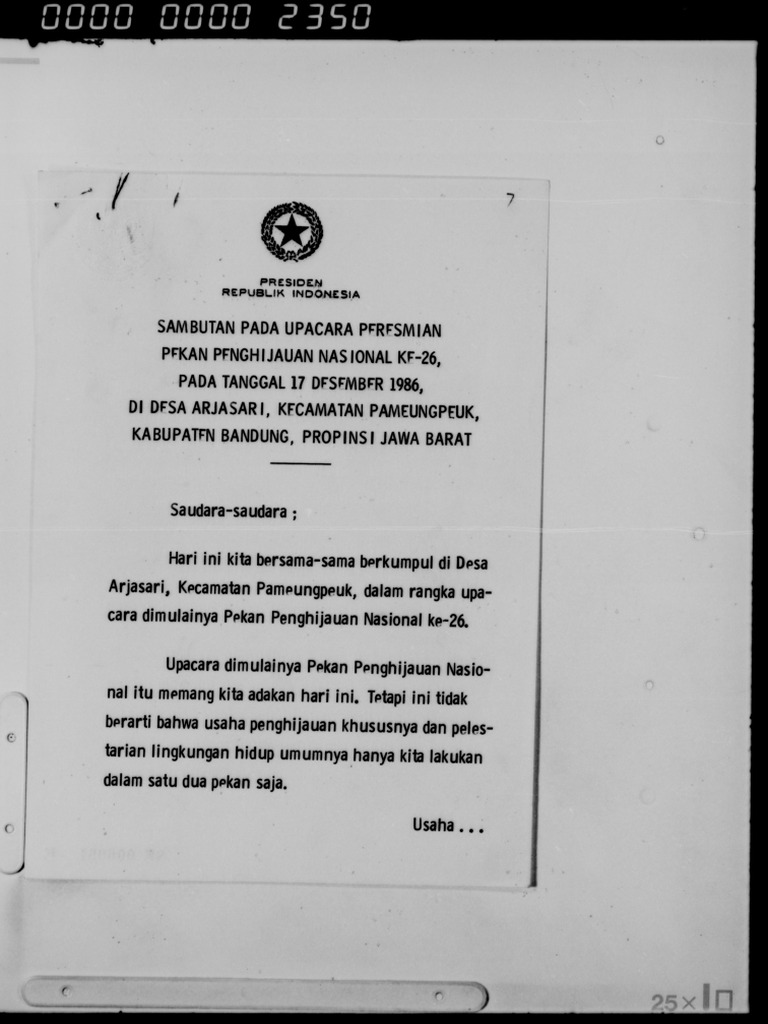 0000 0000 2350
7
PRESIDEN
REPUBLIK INDONESIA
SAMBUTAN PADA UPACARA PERESMIAN
PEKAN PENGHIJAUAN NASIONAL KE-26,
PADA TANGGAL 17 DESEMBER 1986,
DI DESA ARJASARI, KECAMATAN PAMEUNGPEUK,
KABUPATEN BANDUNG, PROPINSI JAWA BARAT
Saudara-saudara ;
Hari ini kita bersama-sama berkumpul di Desa
Arjasari, Kecamatan Pameungpeuk, dalam rangka upa-
cara dimulainya Pekan Penghijauan Nasional ke-26.
Upacara dimulainya Pekan Penghijauan Nasio-
nal itu memang kita adakan hari ini. Tetapi ini tidak
berarti bahwa usaha penghijauan khususnya dan peles-
tarian lingkungan hidup umumnya hanya kita lakukan
dalam satu dua pekan saja.
Usaha ...
25×